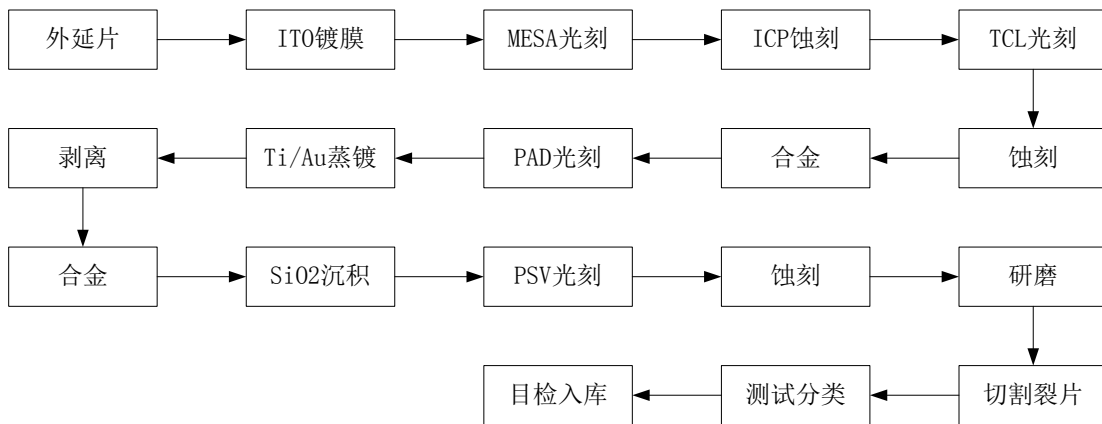 外延片
ITO镀膜
MESA光刻
ICP蚀刻
TCL光刻
蚀刻
合金
PAD光刻
Ti/Au蒸镀
剥离
合金
SiO2沉积
PSV光刻
蚀刻
研磨
切割裂片
测试分类
目检入库